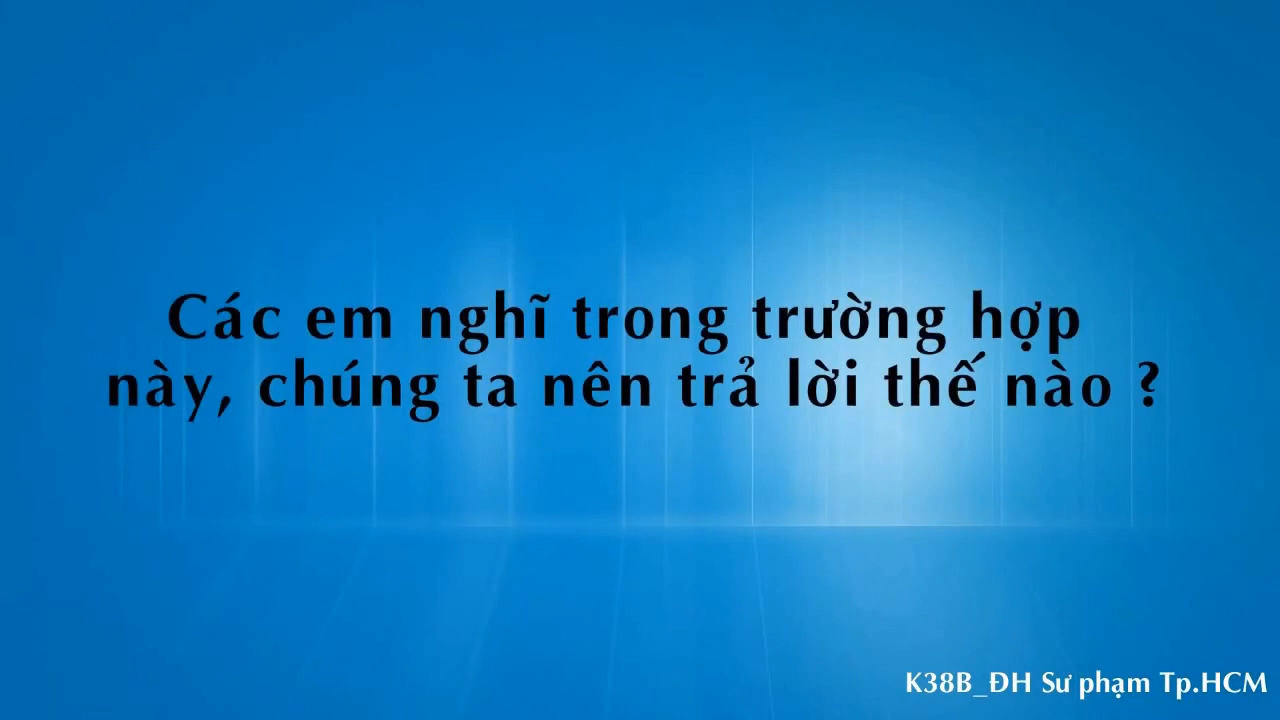 Các em nghĩ trong trường hợp
này, chúng ta nên trả lời thế nào ?
K38B_ĐH Sư phạm Tp.HCM